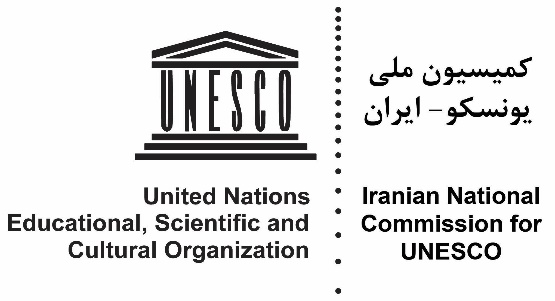 UNESCO
United Nations
Educational, Scientific and
Cultural Organization
کمیسیون ملی
یونسکو - ایران
Iranian National
Commission for
UNESCO